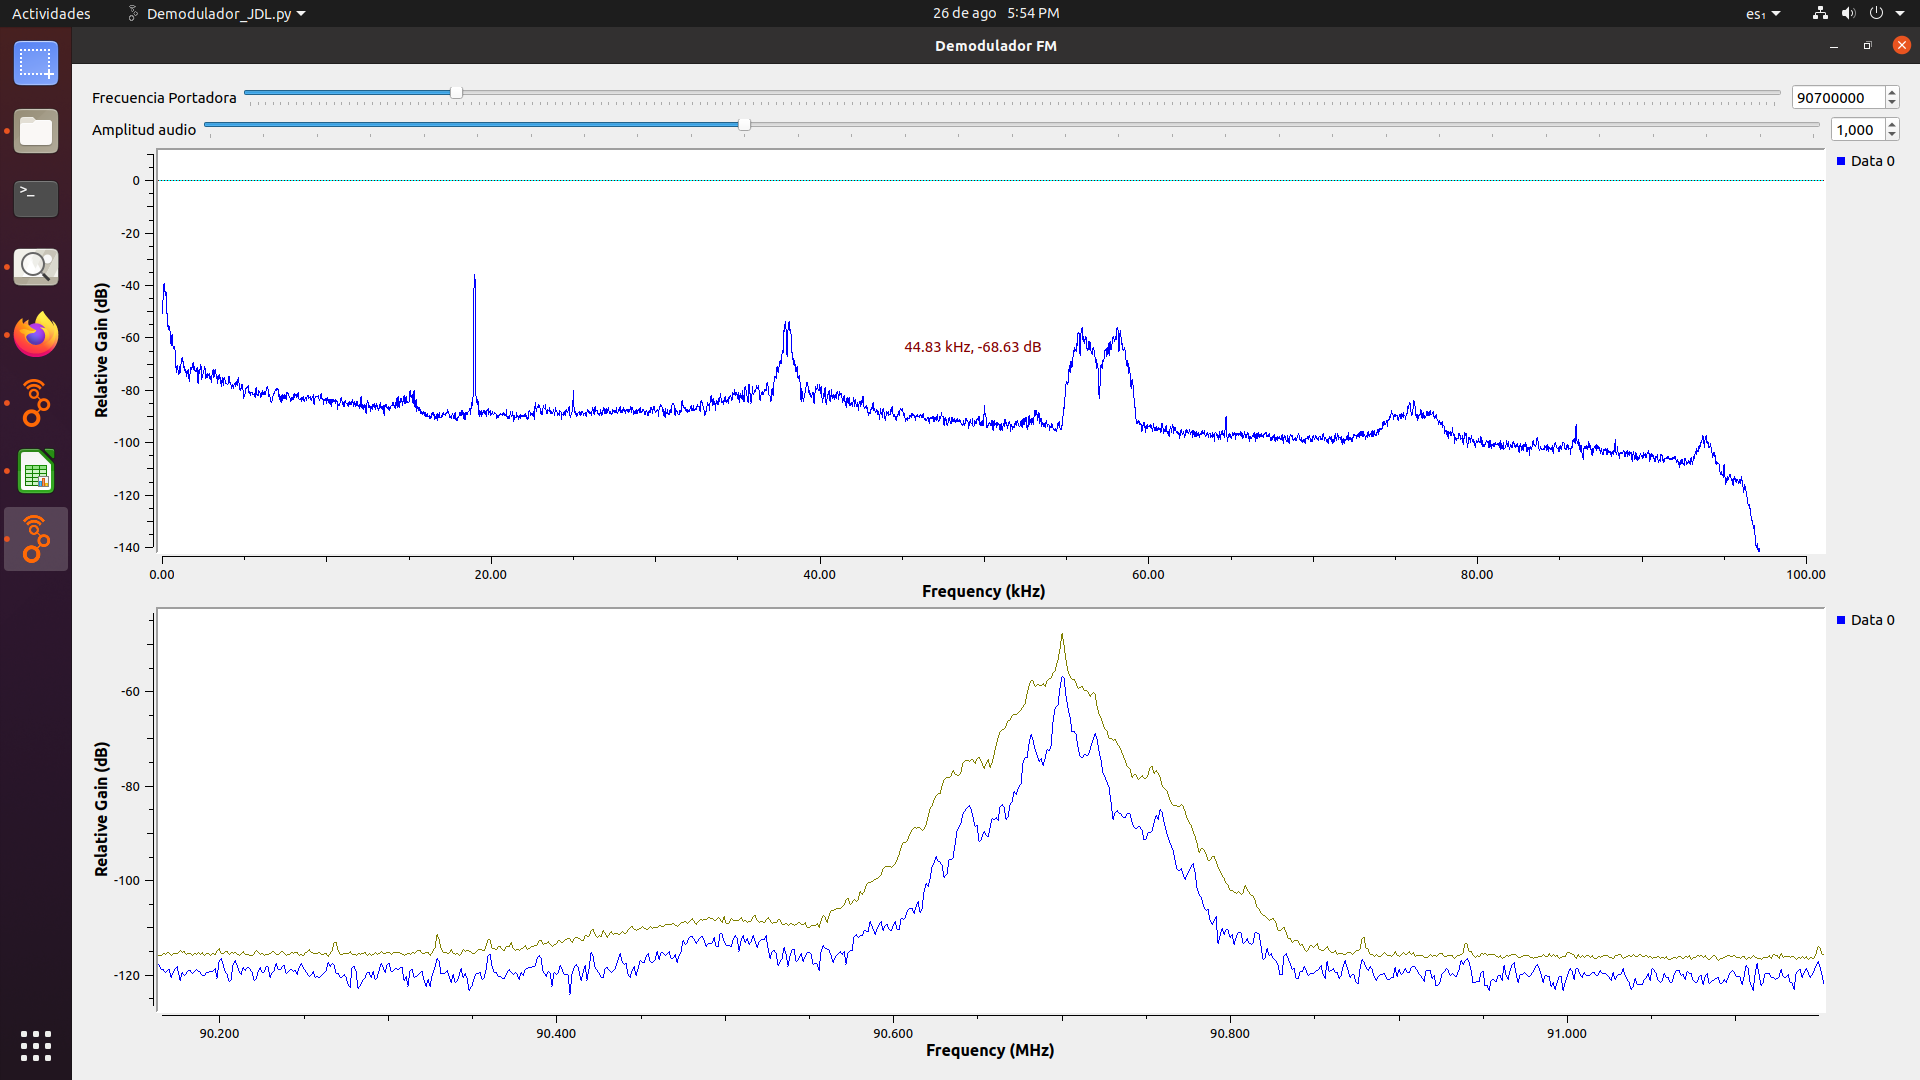 Actividades Demodulador_JDL.py 26 de ago 5:54 PM es₁
Demodulador FM
Frecuencia Portadora 90700000
Amplitud audio 1,000
Data 0
0
-20
-40
-60
-80
-100
-120
-140
Relative Gain (dB)
44.83 kHz, -68.63 dB
0.00 20.00 40.00 60.00 80.00 100.00
Frequency (kHz)
Data 0
-60
-80
-100
-120
Relative Gain (dB)
90.200 90.400 90.600 90.800 91.000
Frequency (MHz)